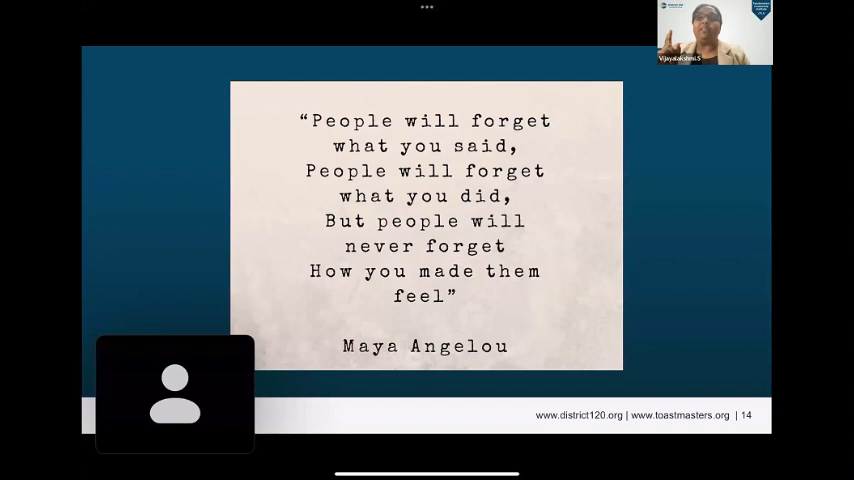 Vijayalakshmi.S
“People will forget
what you said,
People will forget
what you did,
But people will
never forget
How you made them
feel”
Maya Angelou
www.district120.org | www.toastmasters.org | 14